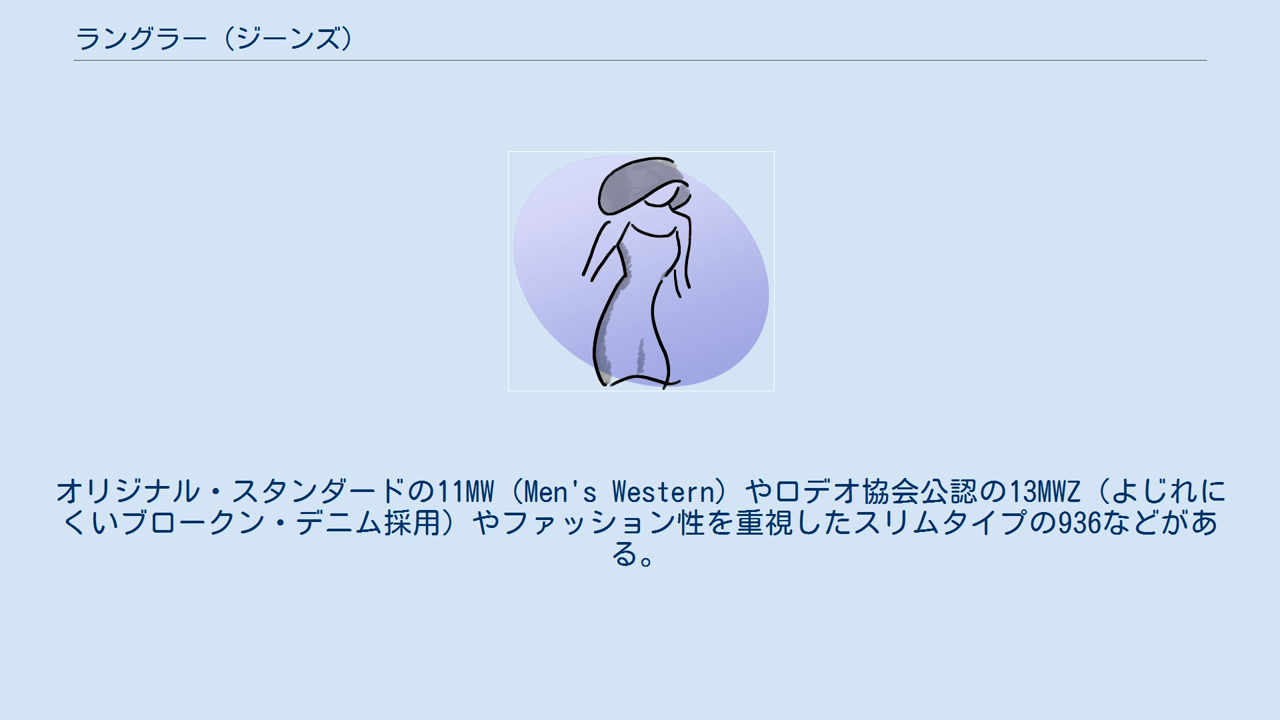 ラングラー（ジーンズ）
オリジナル・スタンダードの11MW（Men's Western）やロデオ協会公認の13MWZ（よじれに
くいブロークン・デニム採用）やファッション性を重視したスリムタイプの936などがあ
る。